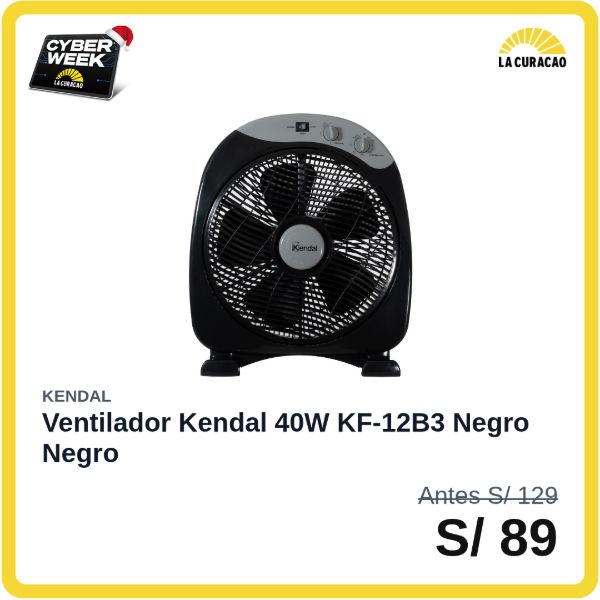 CYBER
WEEK
LA CURACAO
LA CURACAO
Kendal
KENDAL
Ventilador Kendal 40W KF-12B3 Negro
Negro
Antes S/ 129
S/ 89